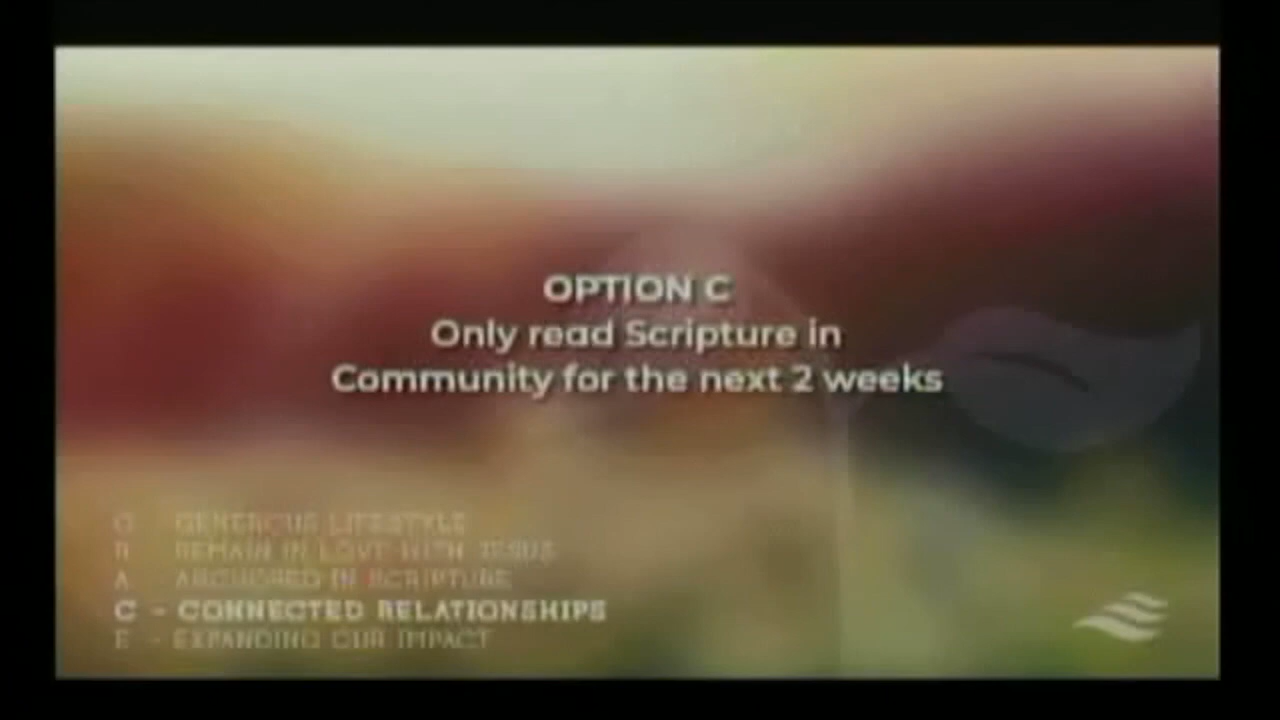 OPTION C
Only read Scripture in
Community for the next 2 weeks
G - GENEROUS LIFESTYLE
R - REMAIN IN LOVE WITH JESUS
A - ANCHORED IN SCRIPTURE
C - CONNECTED RELATIONSHIPS
E - EXPANDING OUR IMPACT